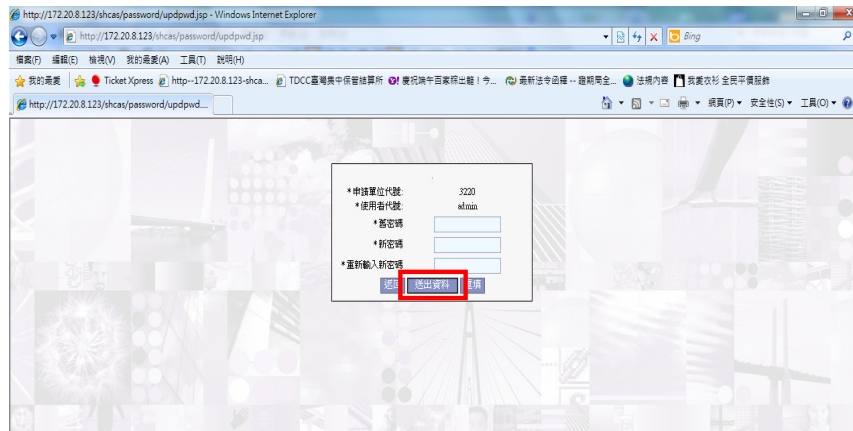 http://172.20.8.123/shcas/password/updpwd.jsp - Windows Internet Explorer
http://172.20.8.123/shcas/password/updpwd.jsp
Bing
檔案(F) 編輯(E) 檢視(V) 我的最愛(A) 工具(T) 說明(H)
我的最愛 Ticket Xpress http--172.20.8.123-shca... TDCC臺灣集中保管結算所 慶祝端午百家粽出籠！今... 最新法令函釋 -- 證期局全... 法規內容 我愛衣衫 全民平價服飾
http://172.20.8.123/shcas/password/updpwd.... 網頁(P) 安全性(S) 工具(O)
*申請單位代號: 3220
*使用者代號: admin
*舊密碼
*新密碼
*重新輸入新密碼
返回 送出資料 重填